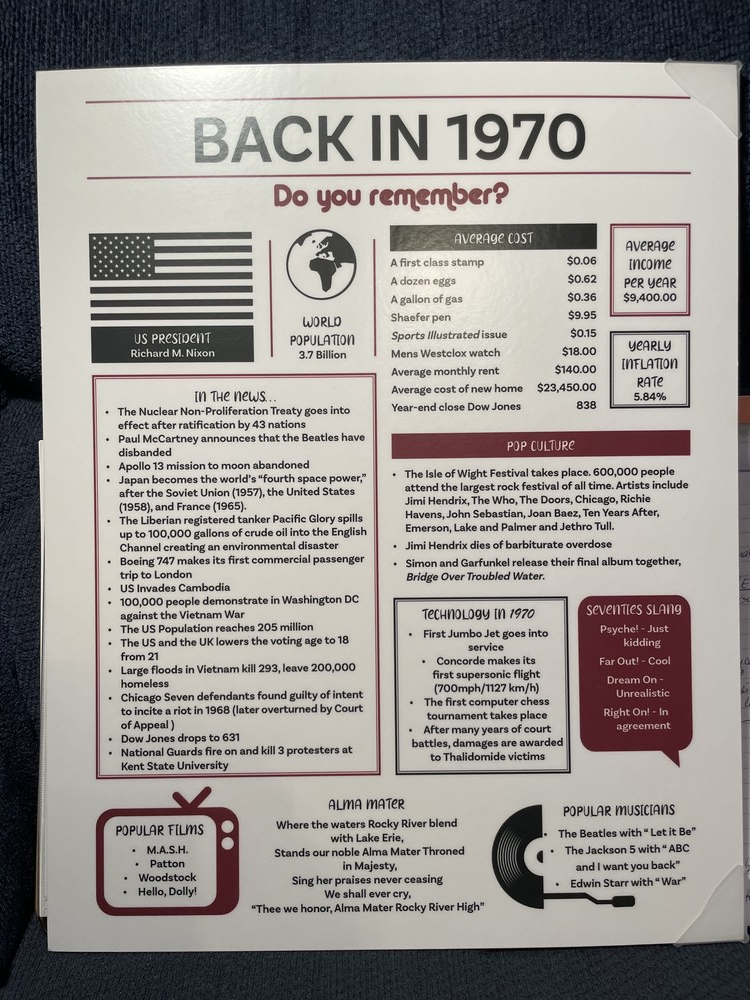 BACK IN 1970
Do you remember?
US PRESIDENT
Richard M. Nixon
WORLD
POPULATION
3.7 Billion
AVERAGE COST
A first class stamp $0.06
A dozen eggs $0.62
A gallon of gas $0.36
Shaefer pen $9.95
Sports Illustrated issue $0.15
Mens Westclox watch $18.00
Average monthly rent $140.00
Average cost of new home $23,450.00
Year-end close Dow Jones 838
AVERAGE
INCOME
PER YEAR
$9,400.00
YEARLY
INFLATION
RATE
5.84%
IN THE NEWS...
• The Nuclear Non-Proliferation Treaty goes into
effect after ratification by 43 nations
• Paul McCartney announces that the Beatles have
disbanded
• Apollo 13 mission to moon abandoned
• Japan becomes the world's "fourth space power,"
after the Soviet Union (1957), the United States
(1958), and France (1965).
• The Liberian registered tanker Pacific Glory spills
up to 100,000 gallons of crude oil into the English
Channel creating an environmental disaster
• Boeing 747 makes its first commercial passenger
trip to London
• US Invades Cambodia
• 100,000 people demonstrate in Washington DC
against the Vietnam War
• The US Population reaches 205 million
• The US and the UK lowers the voting age to 18
from 21
• Large floods in Vietnam kill 293, leave 200,000
homeless
• Chicago Seven defendants found guilty of intent
to incite a riot in 1968 (later overturned by Court
of Appeal )
• Dow Jones drops to 631
• National Guards fire on and kill 3 protesters at
Kent State University
POP CULTURE
• The Isle of Wight Festival takes place. 600,000 people
attend the largest rock festival of all time. Artists include
Jimi Hendrix, The Who, The Doors, Chicago, Richie
Havens, John Sebastian, Joan Baez, Ten Years After,
Emerson, Lake and Palmer and Jethro Tull.
• Jimi Hendrix dies of barbiturate overdose
• Simon and Garfunkel release their final album together,
Bridge Over Troubled Water.
TECHNOLOGY IN 1970
• First Jumbo Jet goes into
service
• Concorde makes its
first supersonic flight
(700mph/1127 km/h)
• The first computer chess
tournament takes place
• After many years of court
battles, damages are awarded
to Thalidomide victims
SEVENTIES SLANG
Psyche! - Just
kidding
Far Out! - Cool
Dream On -
Unrealistic
Right On! - In
agreement
POPULAR FILMS
• M.A.S.H.
• Patton
• Woodstock
• Hello, Dolly!
ALMA MATER
Where the waters Rocky River blend
with Lake Erie,
Stands our noble Alma Mater Throned
in Majesty,
Sing her praises never ceasing
We shall ever cry,
"Thee we honor, Alma Mater Rocky River High"
POPULAR MUSICIANS
• The Beatles with " Let it Be"
• The Jackson 5 with " ABC
and I want you back"
• Edwin Starr with " War"